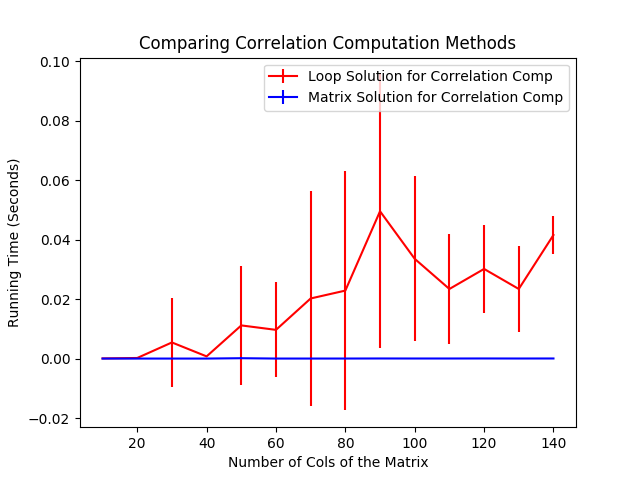 Comparing Correlation Computation Methods
Loop Solution for Correlation Comp
Matrix Solution for Correlation Comp
Running Time (Seconds)
0.10
0.08
0.06
0.04
0.02
0.00
−0.02
20 40 60 80 100 120 140
Number of Cols of the Matrix